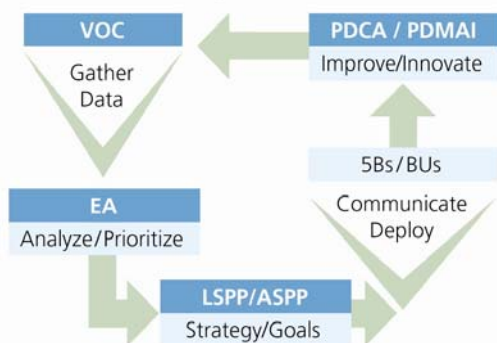 VOC
Gather
Data
EA
Analyze/Prioritize
LSPP/ASPP
Strategy/Goals
5Bs/BUs
Communicate
Deploy
PDCA / PDMAI
Improve/Innovate